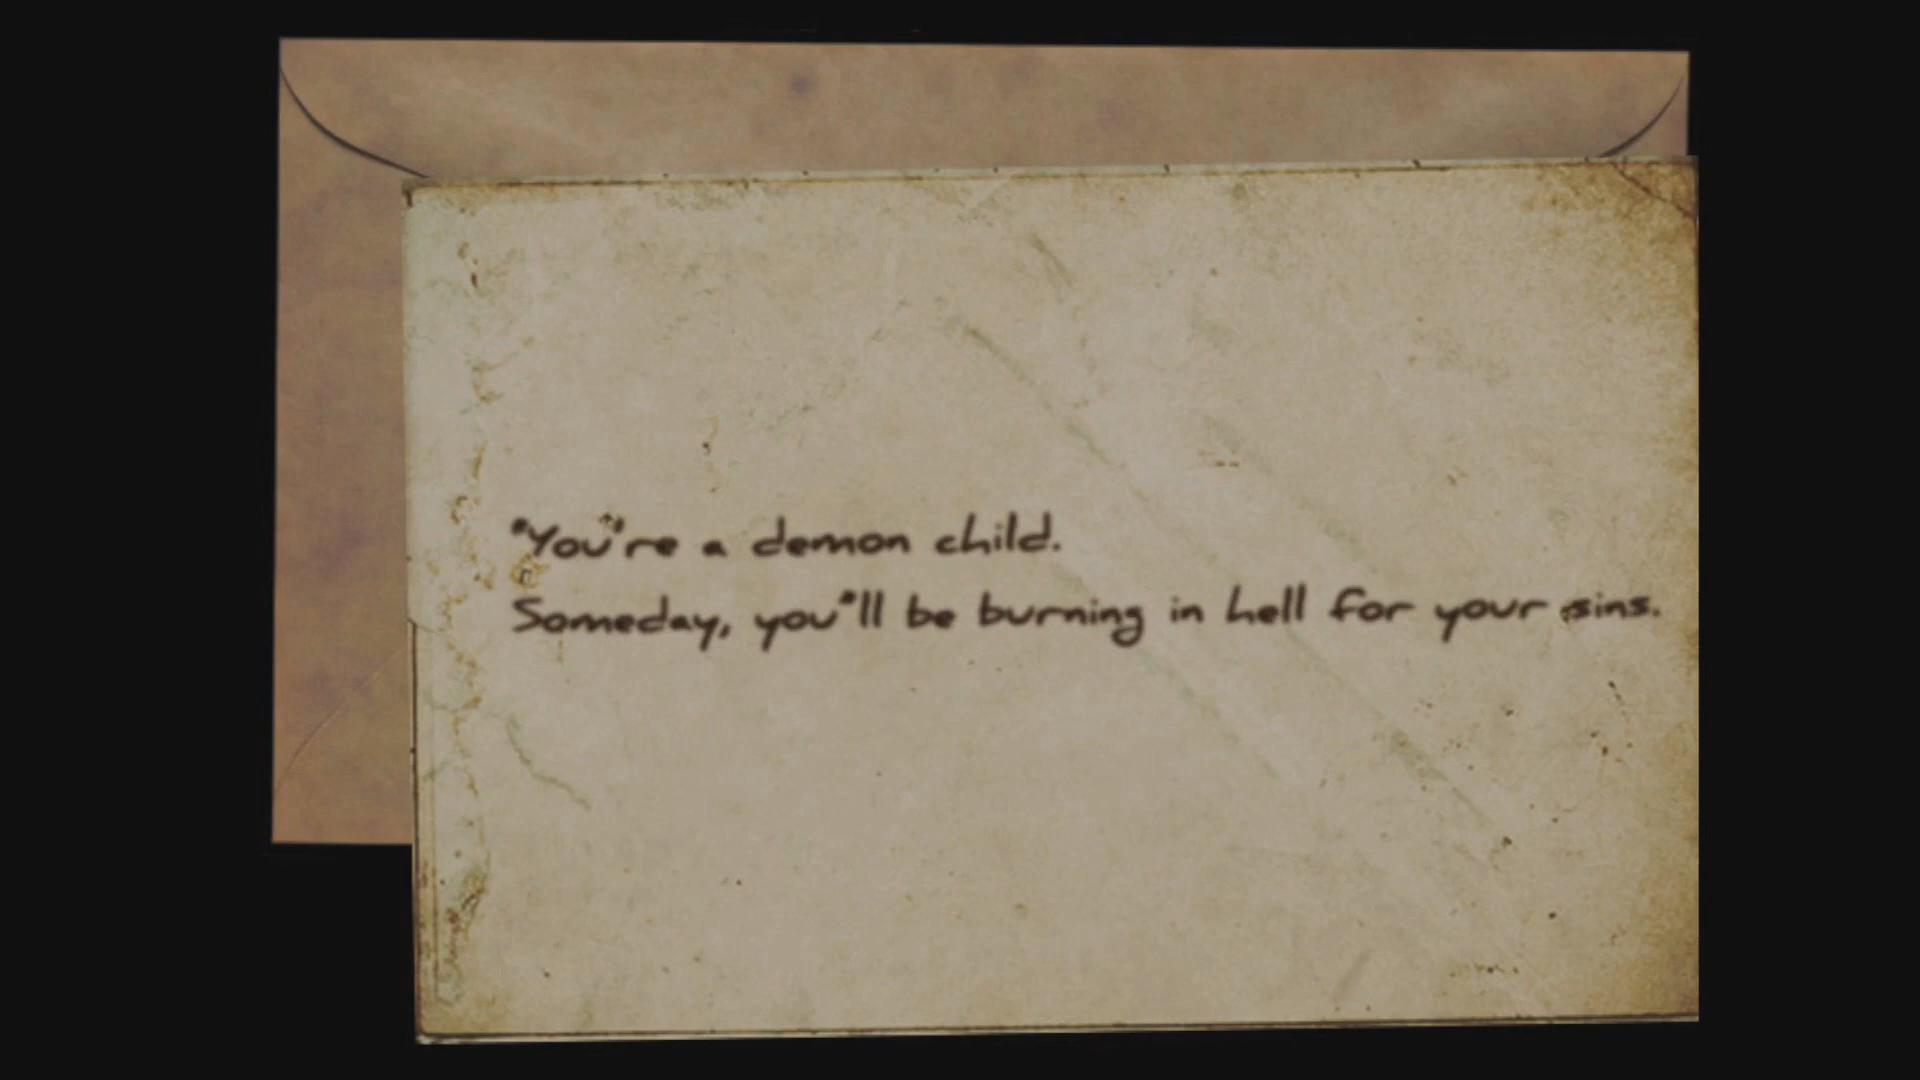 "You"re a demon child.
Someday, you"ll be burning in hell for your sins.